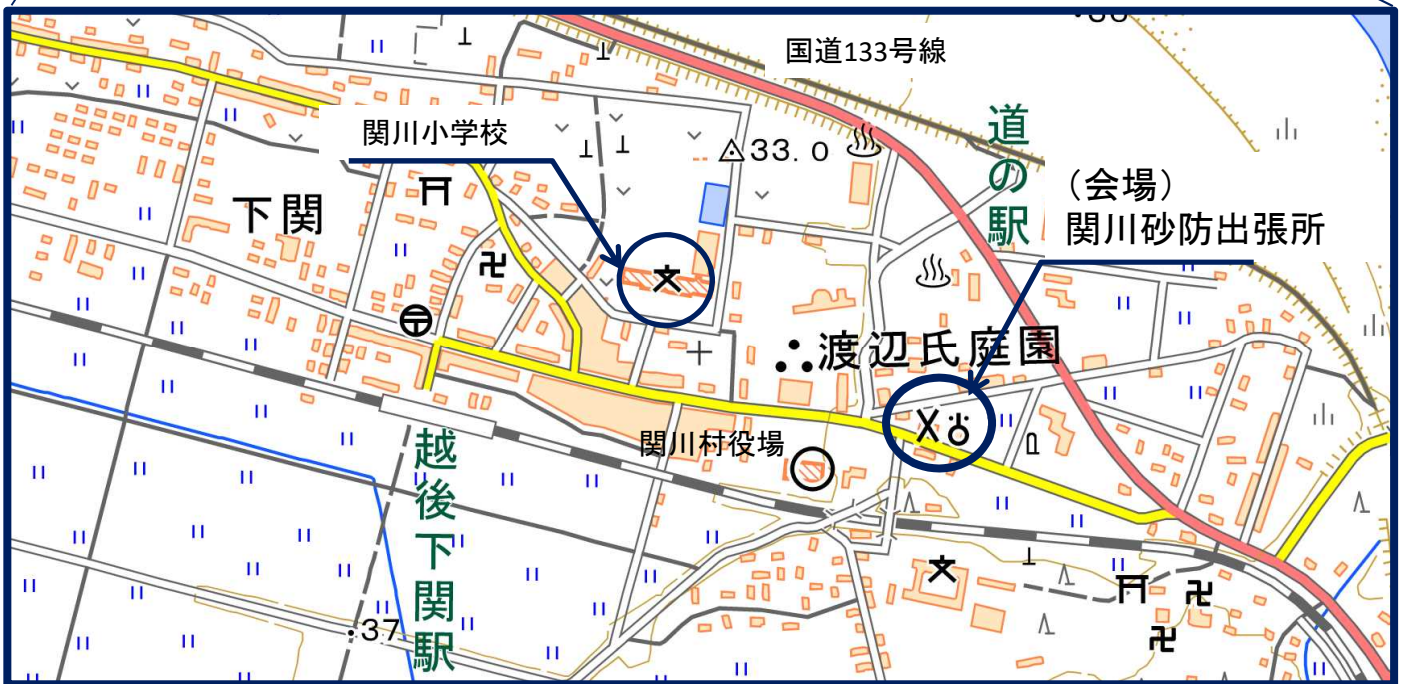 国道133号線
関川小学校
33.0
道の駅
(会場)
関川砂防出張所
下関
渡辺氏庭園
関川村役場
越後下関駅
37